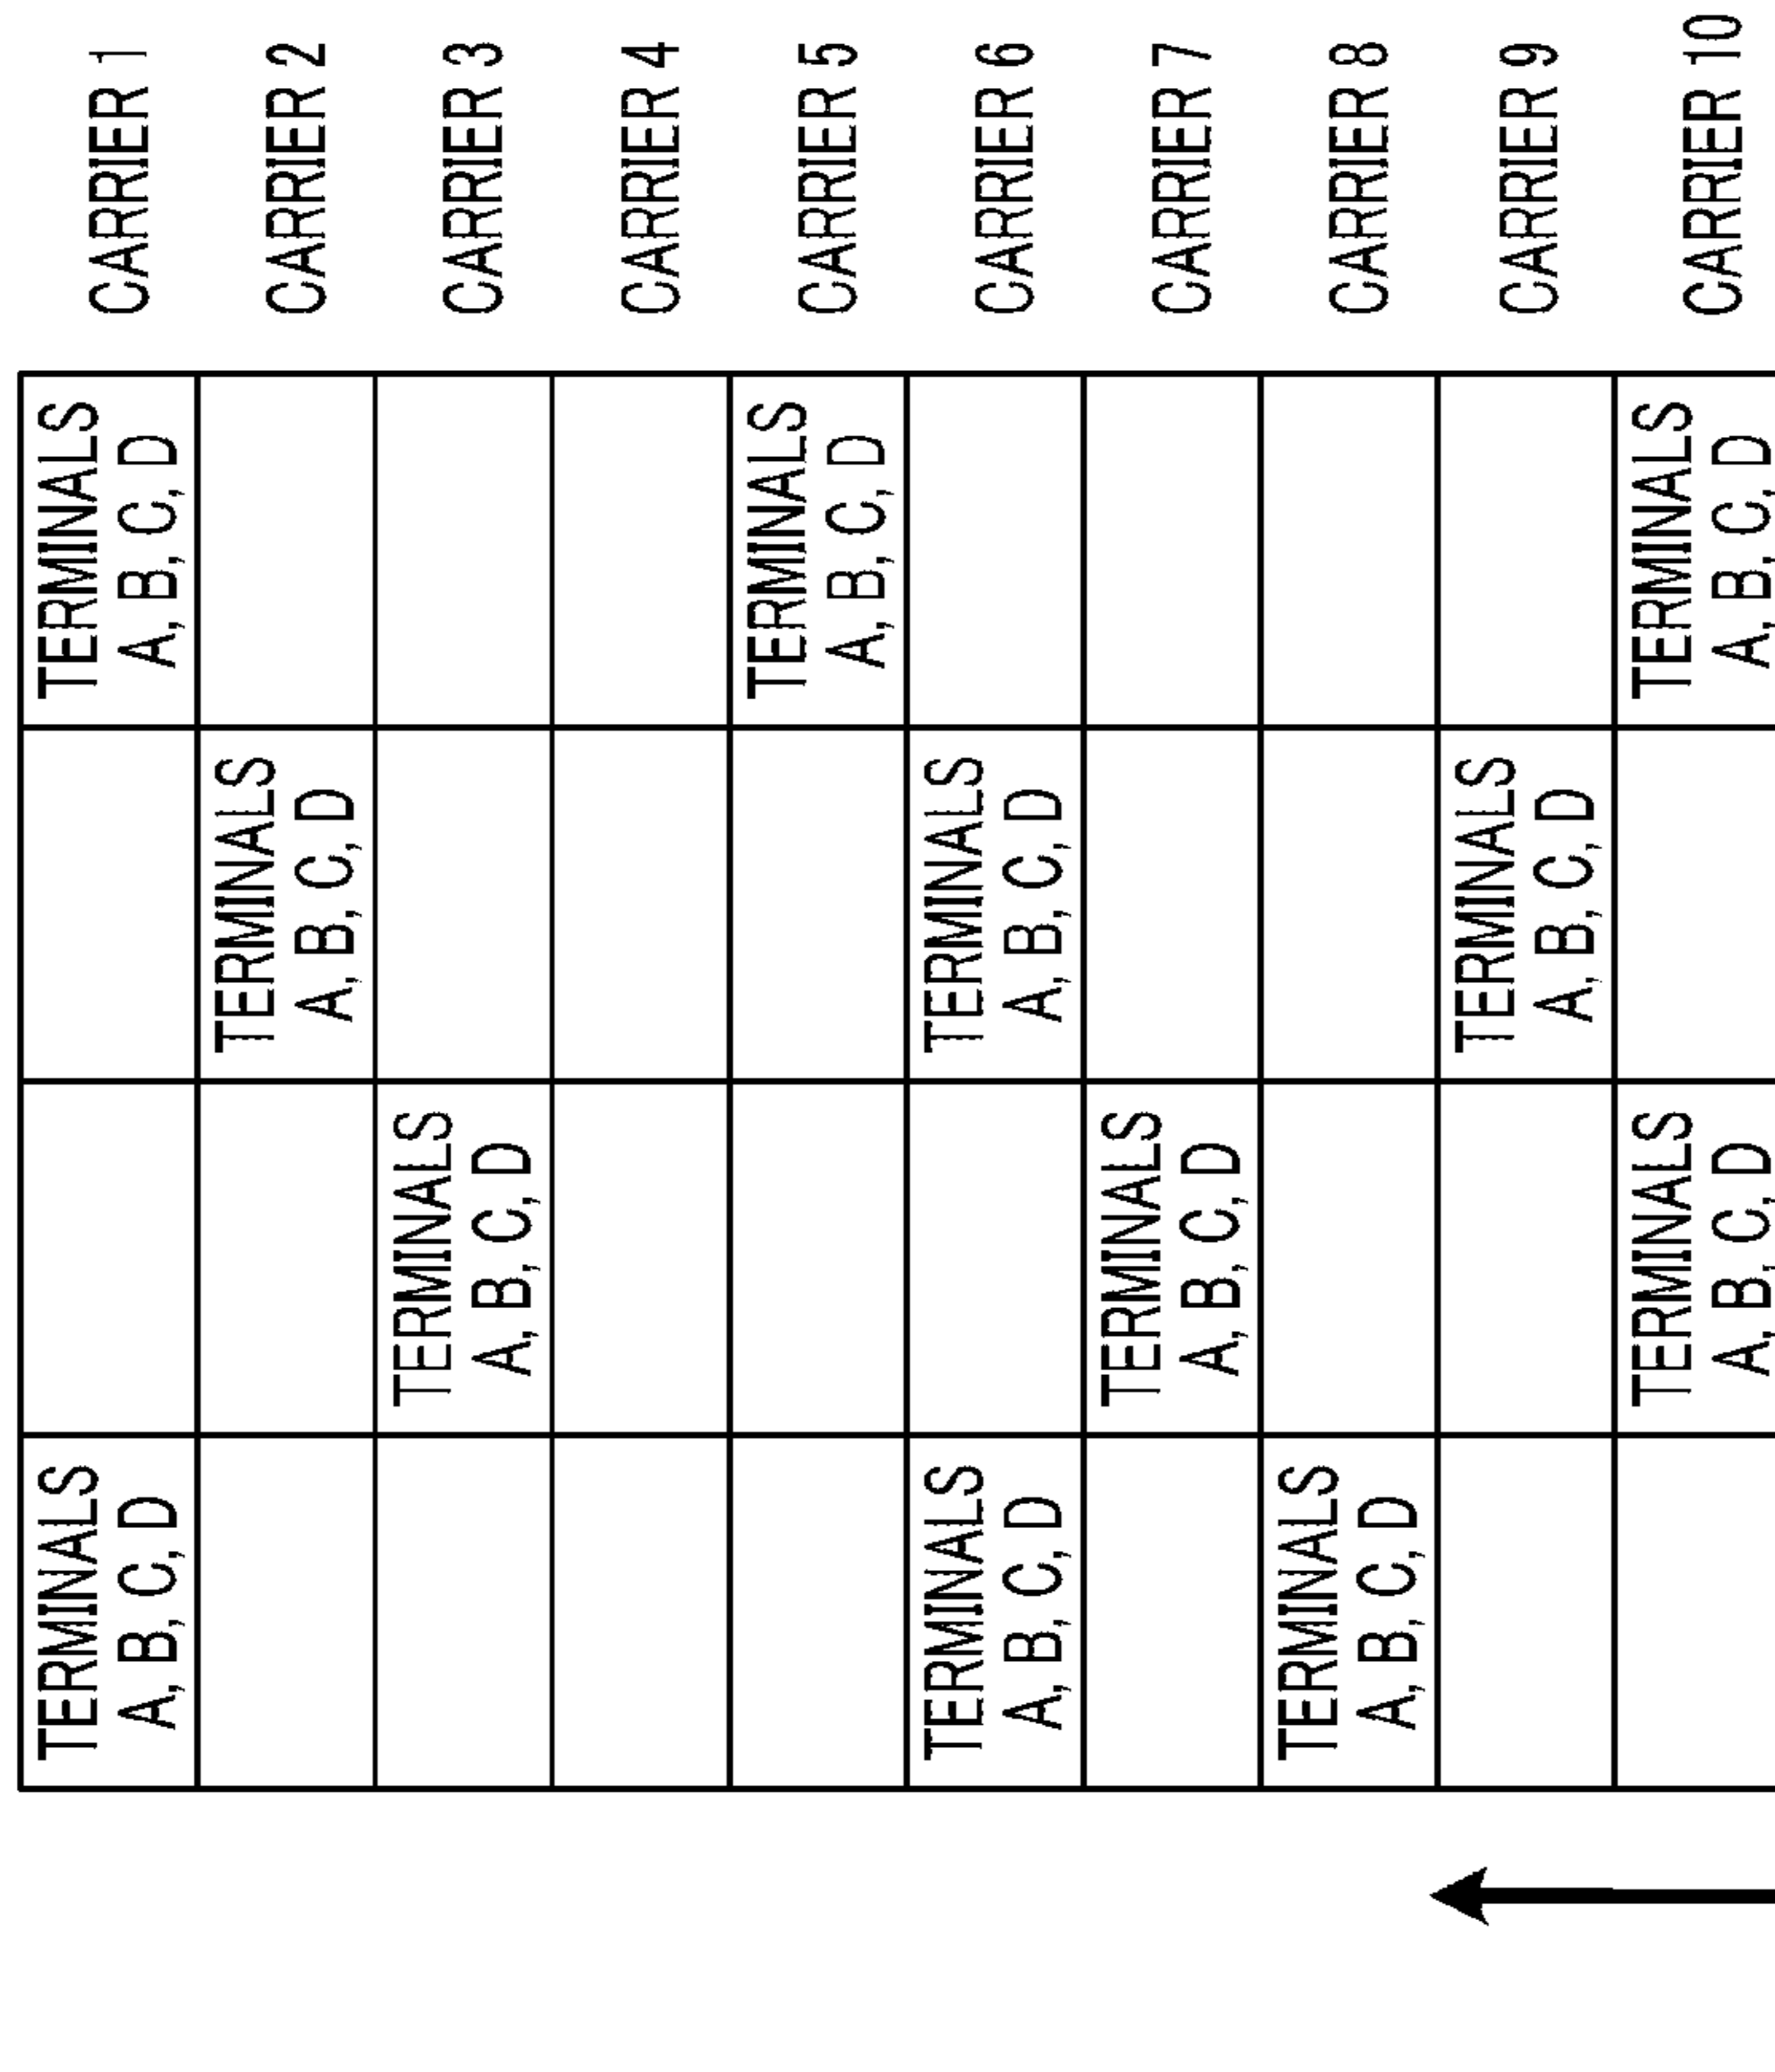 TERMINALS
A, B, C, D
TERMINALS
A, B, C, D
CARRIER 1
TERMINALS
A, B, C, D
CARRIER 2
TERMINALS
A, B, C, D
CARRIER 3
CARRIER 4
TERMINALS
A, B, C, D
CARRIER 5
TERMINALS
A, B, C, D
TERMINALS
A, B, C, D
CARRIER 6
TERMINALS
A, B, C, D
CARRIER 7
TERMINALS
A, B, C, D
CARRIER 8
TERMINALS
A, B, C, D
CARRIER 9
TERMINALS
A, B, C, D
TERMINALS
A, B, C, D
CARRIER 10